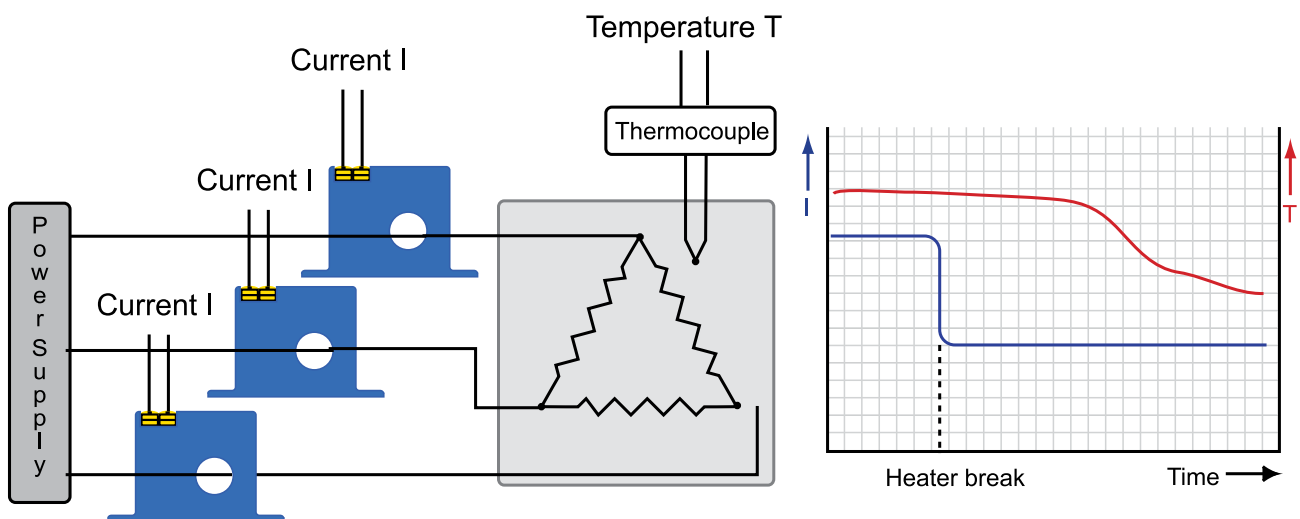 Temperature T
Current I
Thermocouple
Current I
Current I
Power Supply
I
T
Heater break
Time